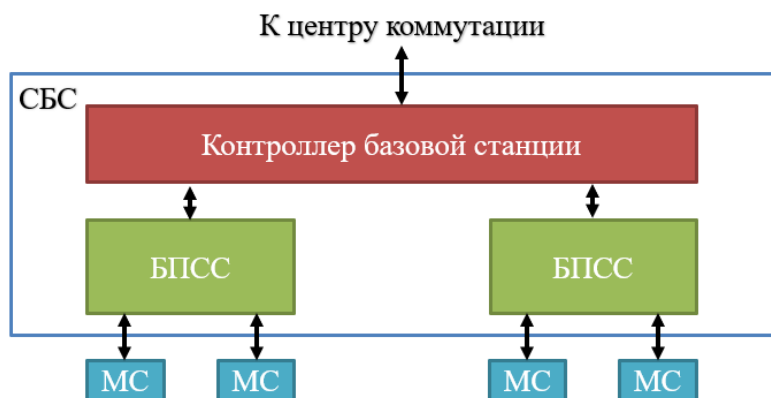 К центру коммутации
СБС
Контроллер базовой станции
БПСС БПСС
МС МС МС МС